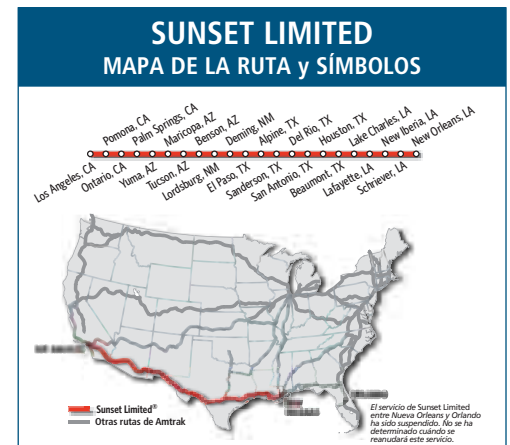 SUNSET LIMITED
MAPA DE LA RUTA y SÍMBOLOS
Los Angeles, CA
Pomona, CA
Ontario, CA
Palm Springs, CA
Yuma, AZ
Maricopa, AZ
Tucson, AZ
Benson, AZ
Lordsburg, NM
Deming, NM
El Paso, TX
Alpine, TX
Sanderson, TX
Del Rio, TX
San Antonio, TX
Houston, TX
Beaumont, TX
Lake Charles, LA
Lafayette, LA
New Iberia, LA
Schriever, LA
New Orleans, LA
Sunset Limited®
Otras rutas de Amtrak
El servicio de Sunset Limited
entre Nueva Orleans y Orlando
ha sido suspendido. No se ha
determinado cuándo se
reanudará este servicio.